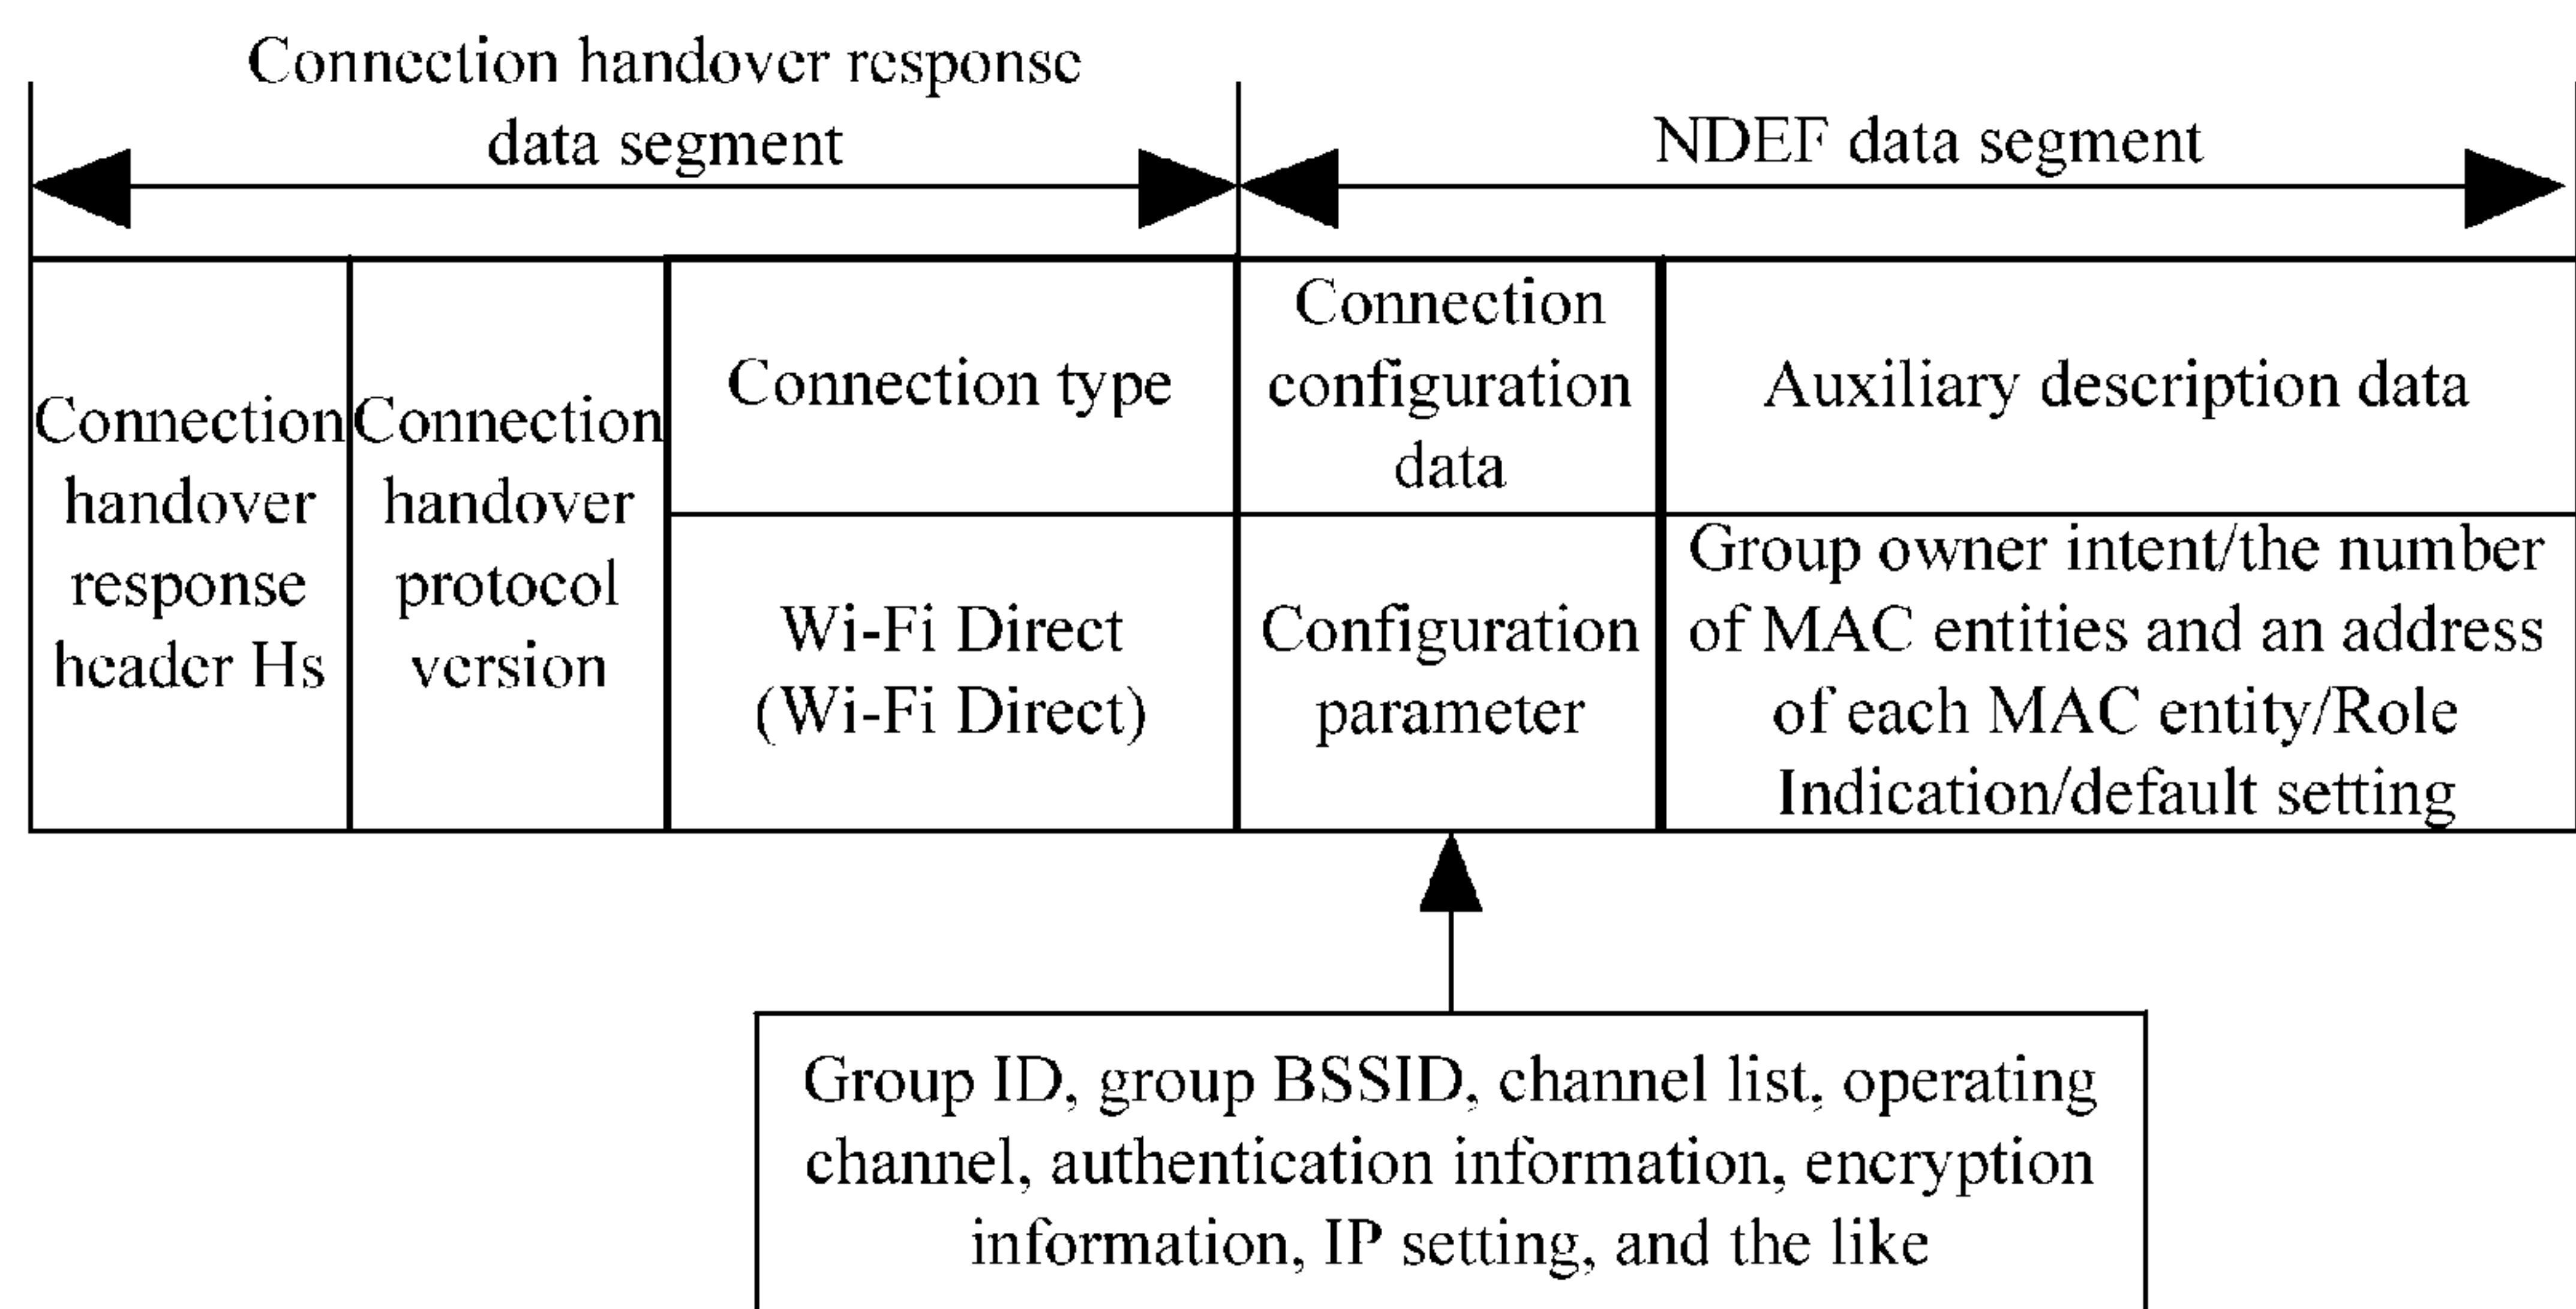 Connection handover response
data segment
NDEF data segment
Connection
handover
response
header Hs
Connection
handover
protocol
version
Connection type
Wi-Fi Direct
(Wi-Fi Direct)
Connection
configuration
data
Configuration
parameter
Auxiliary description data
Group owner intent/the number
of MAC entities and an address
of each MAC entity/Role
Indication/default setting
Group ID, group BSSID, channel list, operating
channel, authentication information, encryption
information, IP setting, and the like